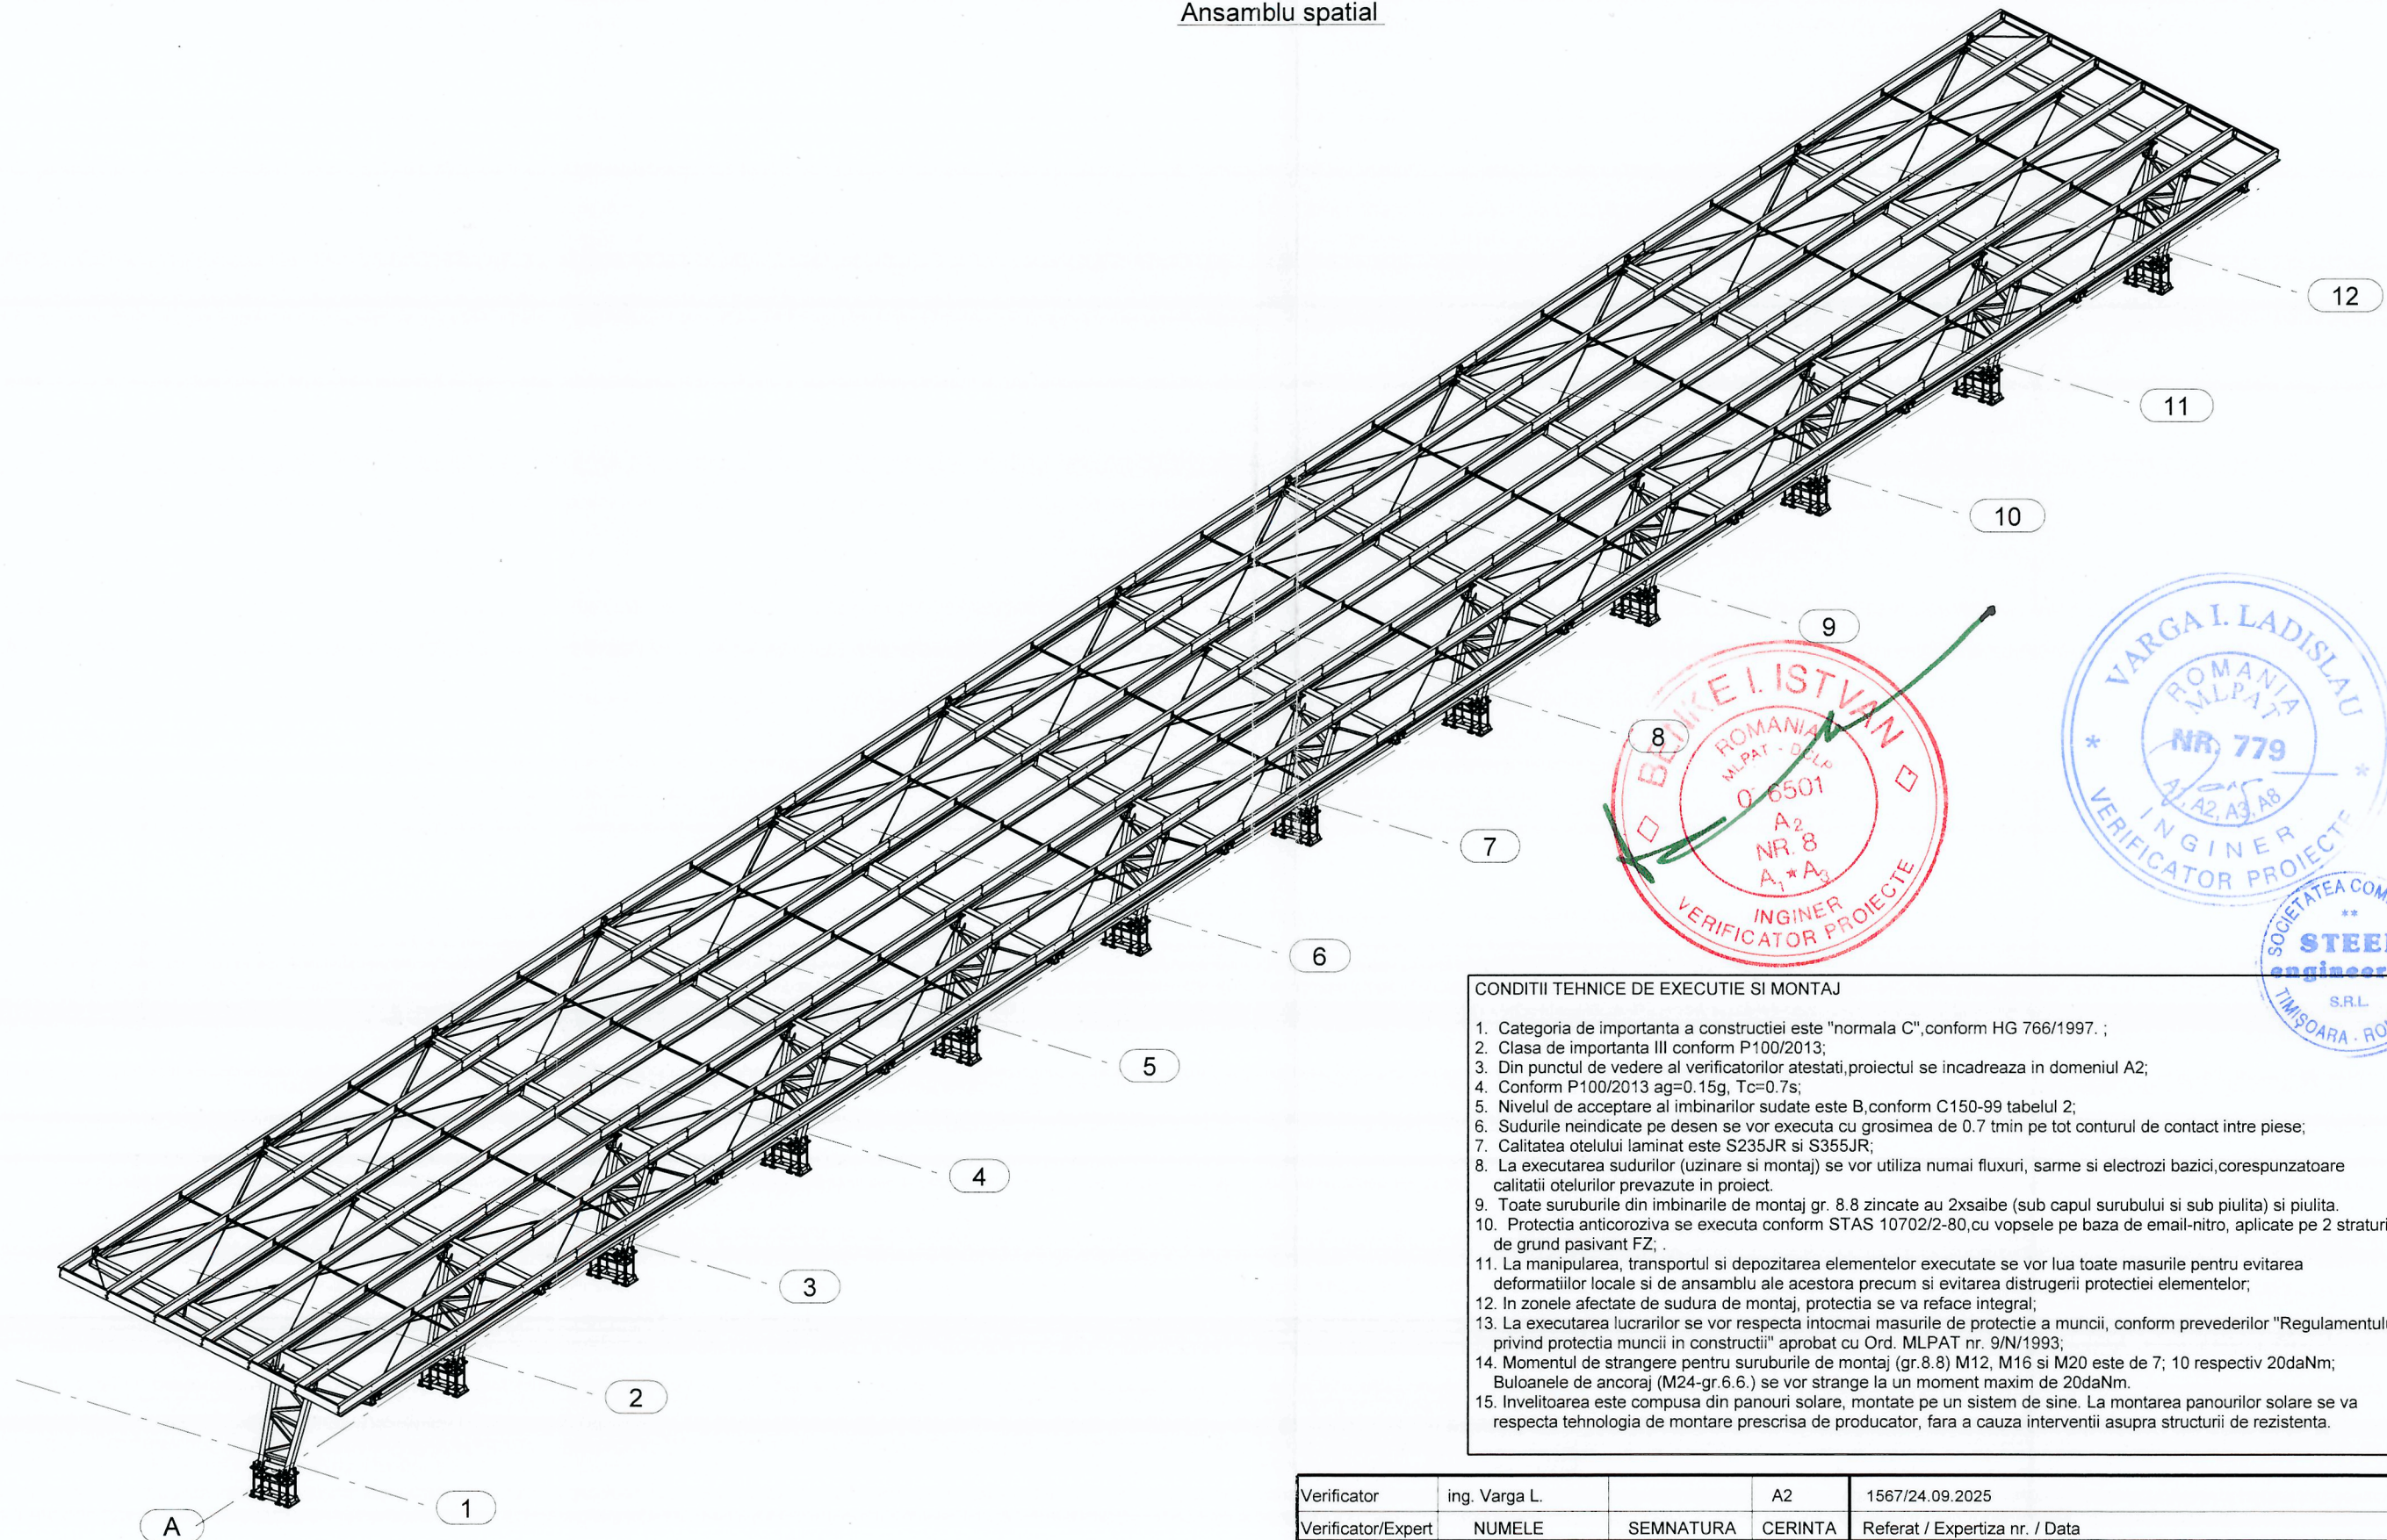 Ansamblu spatial
12
11
10
9
8
7
6
5
4
3
2
1
A
BENKE I. ISTVAN
ROMANIA
MLPAT - DCLP
6501
A2
NR. 8
A1 * A3
INGINER
VERIFICATOR PROIECTE
VARGA I. LADISLAU
ROMANIA
MLPAT
NR. 779
A1, A2, A3, A8
INGINER
VERIFICATOR PROIECTE
SOCIETATEA
**
S.R.L.
TIMIŞOARA
CONDITII TEHNICE DE EXECUTIE SI MONTAJ
1. Categoria de importanta a constructiei este "normala C",conform HG 766/1997. ;
2. Clasa de importanta III conform P100/2013;
3. Din punctul de vedere al verificatorilor atestati,proiectul se incadreaza in domeniul A2;
4. Conform P100/2013 ag=0.15g, Tc=0.7s;
5. Nivelul de acceptare al imbinarilor sudate este B,conform C150-99 tabelul 2;
6. Sudurile neindicate pe desen se vor executa cu grosimea de 0.7 tmin pe tot conturul de contact intre piese;
7. Calitatea otelului laminat este S235JR si S355JR;
8. La executarea sudurilor (uzinare si montaj) se vor utiliza numai fluxuri, sarme si electrozi bazici,corespunzatoare
calitatii otelurilor prevazute in proiect.
9. Toate suruburile din imbinarile de montaj gr. 8.8 zincate au 2xsaibe (sub capul surubului si sub piulita) si piulita.
10. Protectia anticoroziva se executa conform STAS 10702/2-80,cu vopsele pe baza de email-nitro, aplicate pe 2 straturi
de grund pasivant FZ; .
11. La manipularea, transportul si depozitarea elementelor executate se vor lua toate masurile pentru evitarea
deformatiilor locale si de ansamblu ale acestora precum si evitarea distrugerii protectiei elementelor;
12. In zonele afectate de sudura de montaj, protectia se va reface integral;
13. La executarea lucrarilor se vor respecta intocmai masurile de protectie a muncii, conform prevederilor "Regulamentulu
privind protectia muncii in constructii" aprobat cu Ord. MLPAT nr. 9/N/1993;
14. Momentul de strangere pentru suruburile de montaj (gr.8.8) M12, M16 si M20 este de 7; 10 respectiv 20daNm;
Buloanele de ancoraj (M24-gr.6.6.) se vor strange la un moment maxim de 20daNm.
15. Invelitoarea este compusa din panouri solare, montate pe un sistem de sine. La montarea panourilor solare se va
respecta tehnologia de montare prescrisa de producator, fara a cauza interventii asupra structurii de rezistenta.
Verificator ing. Varga L. A2 1567/24.09.2025
Verificator/Expert NUMELE SEMNATURA CERINTA Referat / Expertiza nr. / Data